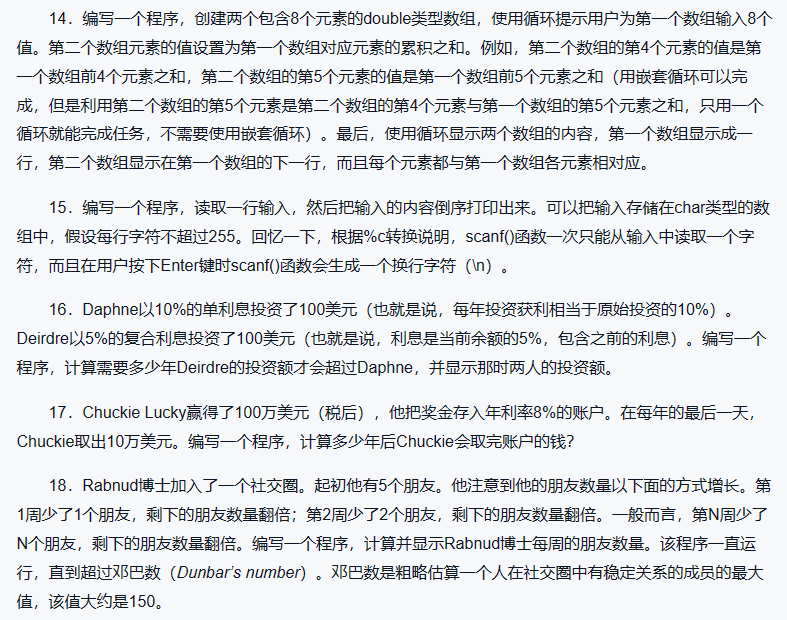 14．编写一个程序，创建两个包含8个元素的double类型数组，使用循环提示用户为第一个数组输入8个
值。第二个数组元素的值设置为第一个数组对应元素的累积之和。例如，第二个数组的第4个元素的值是第
一个数组前4个元素之和，第二个数组的第5个元素的值是第一个数组前5个元素之和（用嵌套循环可以完
成，但是利用第二个数组的第5个元素是第二个数组的第4个元素与第一个数组的第5个元素之和，只用一个
循环就能完成任务，不需要使用嵌套循环）。最后，使用循环显示两个数组的内容，第一个数组显示成一
行，第二个数组显示在第一个数组的下一行，而且每个元素都与第一个数组各元素相对应。
15．编写一个程序，读取一行输入，然后把输入的内容倒序打印出来。可以把输入存储在char类型的数
组中，假设每行字符不超过255。回忆一下，根据%c转换说明，scanf()函数一次只能从输入中读取一个字
符，而且在用户按下Enter键时scanf()函数会生成一个换行字符（\n）。
16．Daphne以10%的单利息投资了100美元（也就是说，每年投资获利相当于原始投资的10%）。
Deirdre以5%的复合利息投资了100美元（也就是说，利息是当前余额的5%，包含之前的利息）。编写一个
程序，计算需要多少年Deirdre的投资额才会超过Daphne，并显示那时两人的投资额。
17．Chuckie Lucky赢得了100万美元（税后），他把奖金存入年利率8%的账户。在每年的最后一天，
Chuckie取出10万美元。编写一个程序，计算多少年后Chuckie会取完账户的钱？
18．Rabnud博士加入了一个社交圈。起初他有5个朋友。他注意到他的朋友数量以下面的方式增长。第
1周少了1个朋友，剩下的朋友数量翻倍；第2周少了2个朋友，剩下的朋友数量翻倍。一般而言，第N周少了
N个朋友，剩下的朋友数量翻倍。编写一个程序，计算并显示Rabnud博士每周的朋友数量。该程序一直运
行，直到超过邓巴数（Dunbar’s number）。邓巴数是粗略估算一个人在社交圈中有稳定关系的成员的最大
值，该值大约是150。